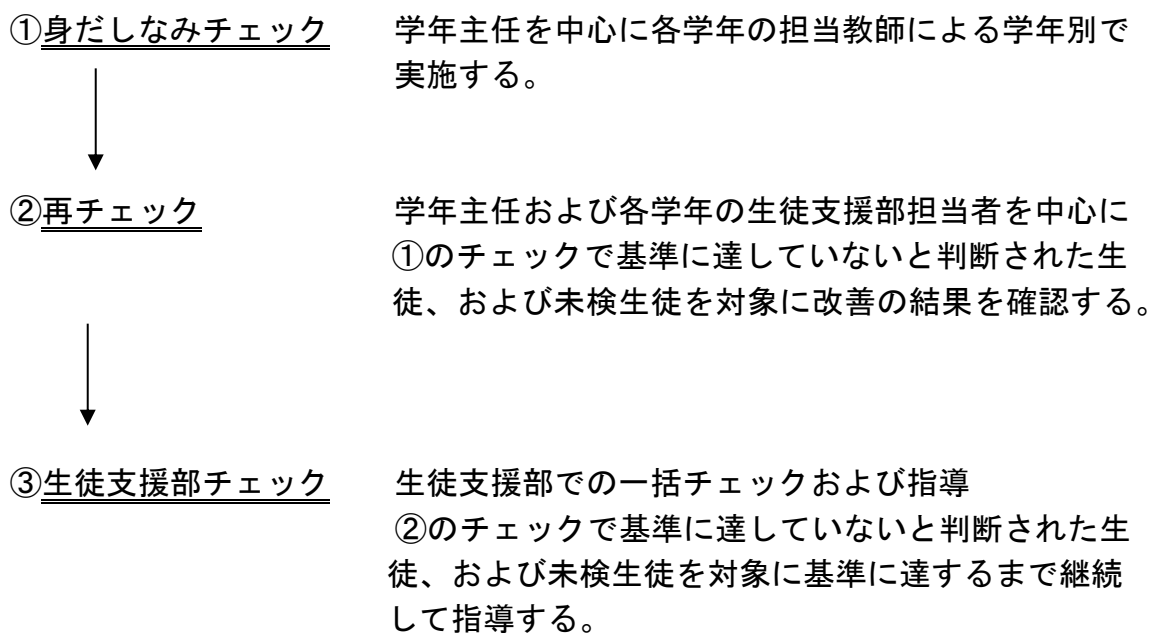 ①身だしなみチェック　　学年主任を中心に各学年の担当教師による学年別で
実施する。
②再チェック　　学年主任および各学年の生徒支援部担当者を中心に
①のチェックで基準に達していないと判断された生
徒、および未検生徒を対象に改善の結果を確認する。
③生徒支援部チェック　　生徒支援部での一括チェックおよび指導
②のチェックで基準に達していないと判断された生
徒、および未検生徒を対象に基準に達するまで継続
して指導する。